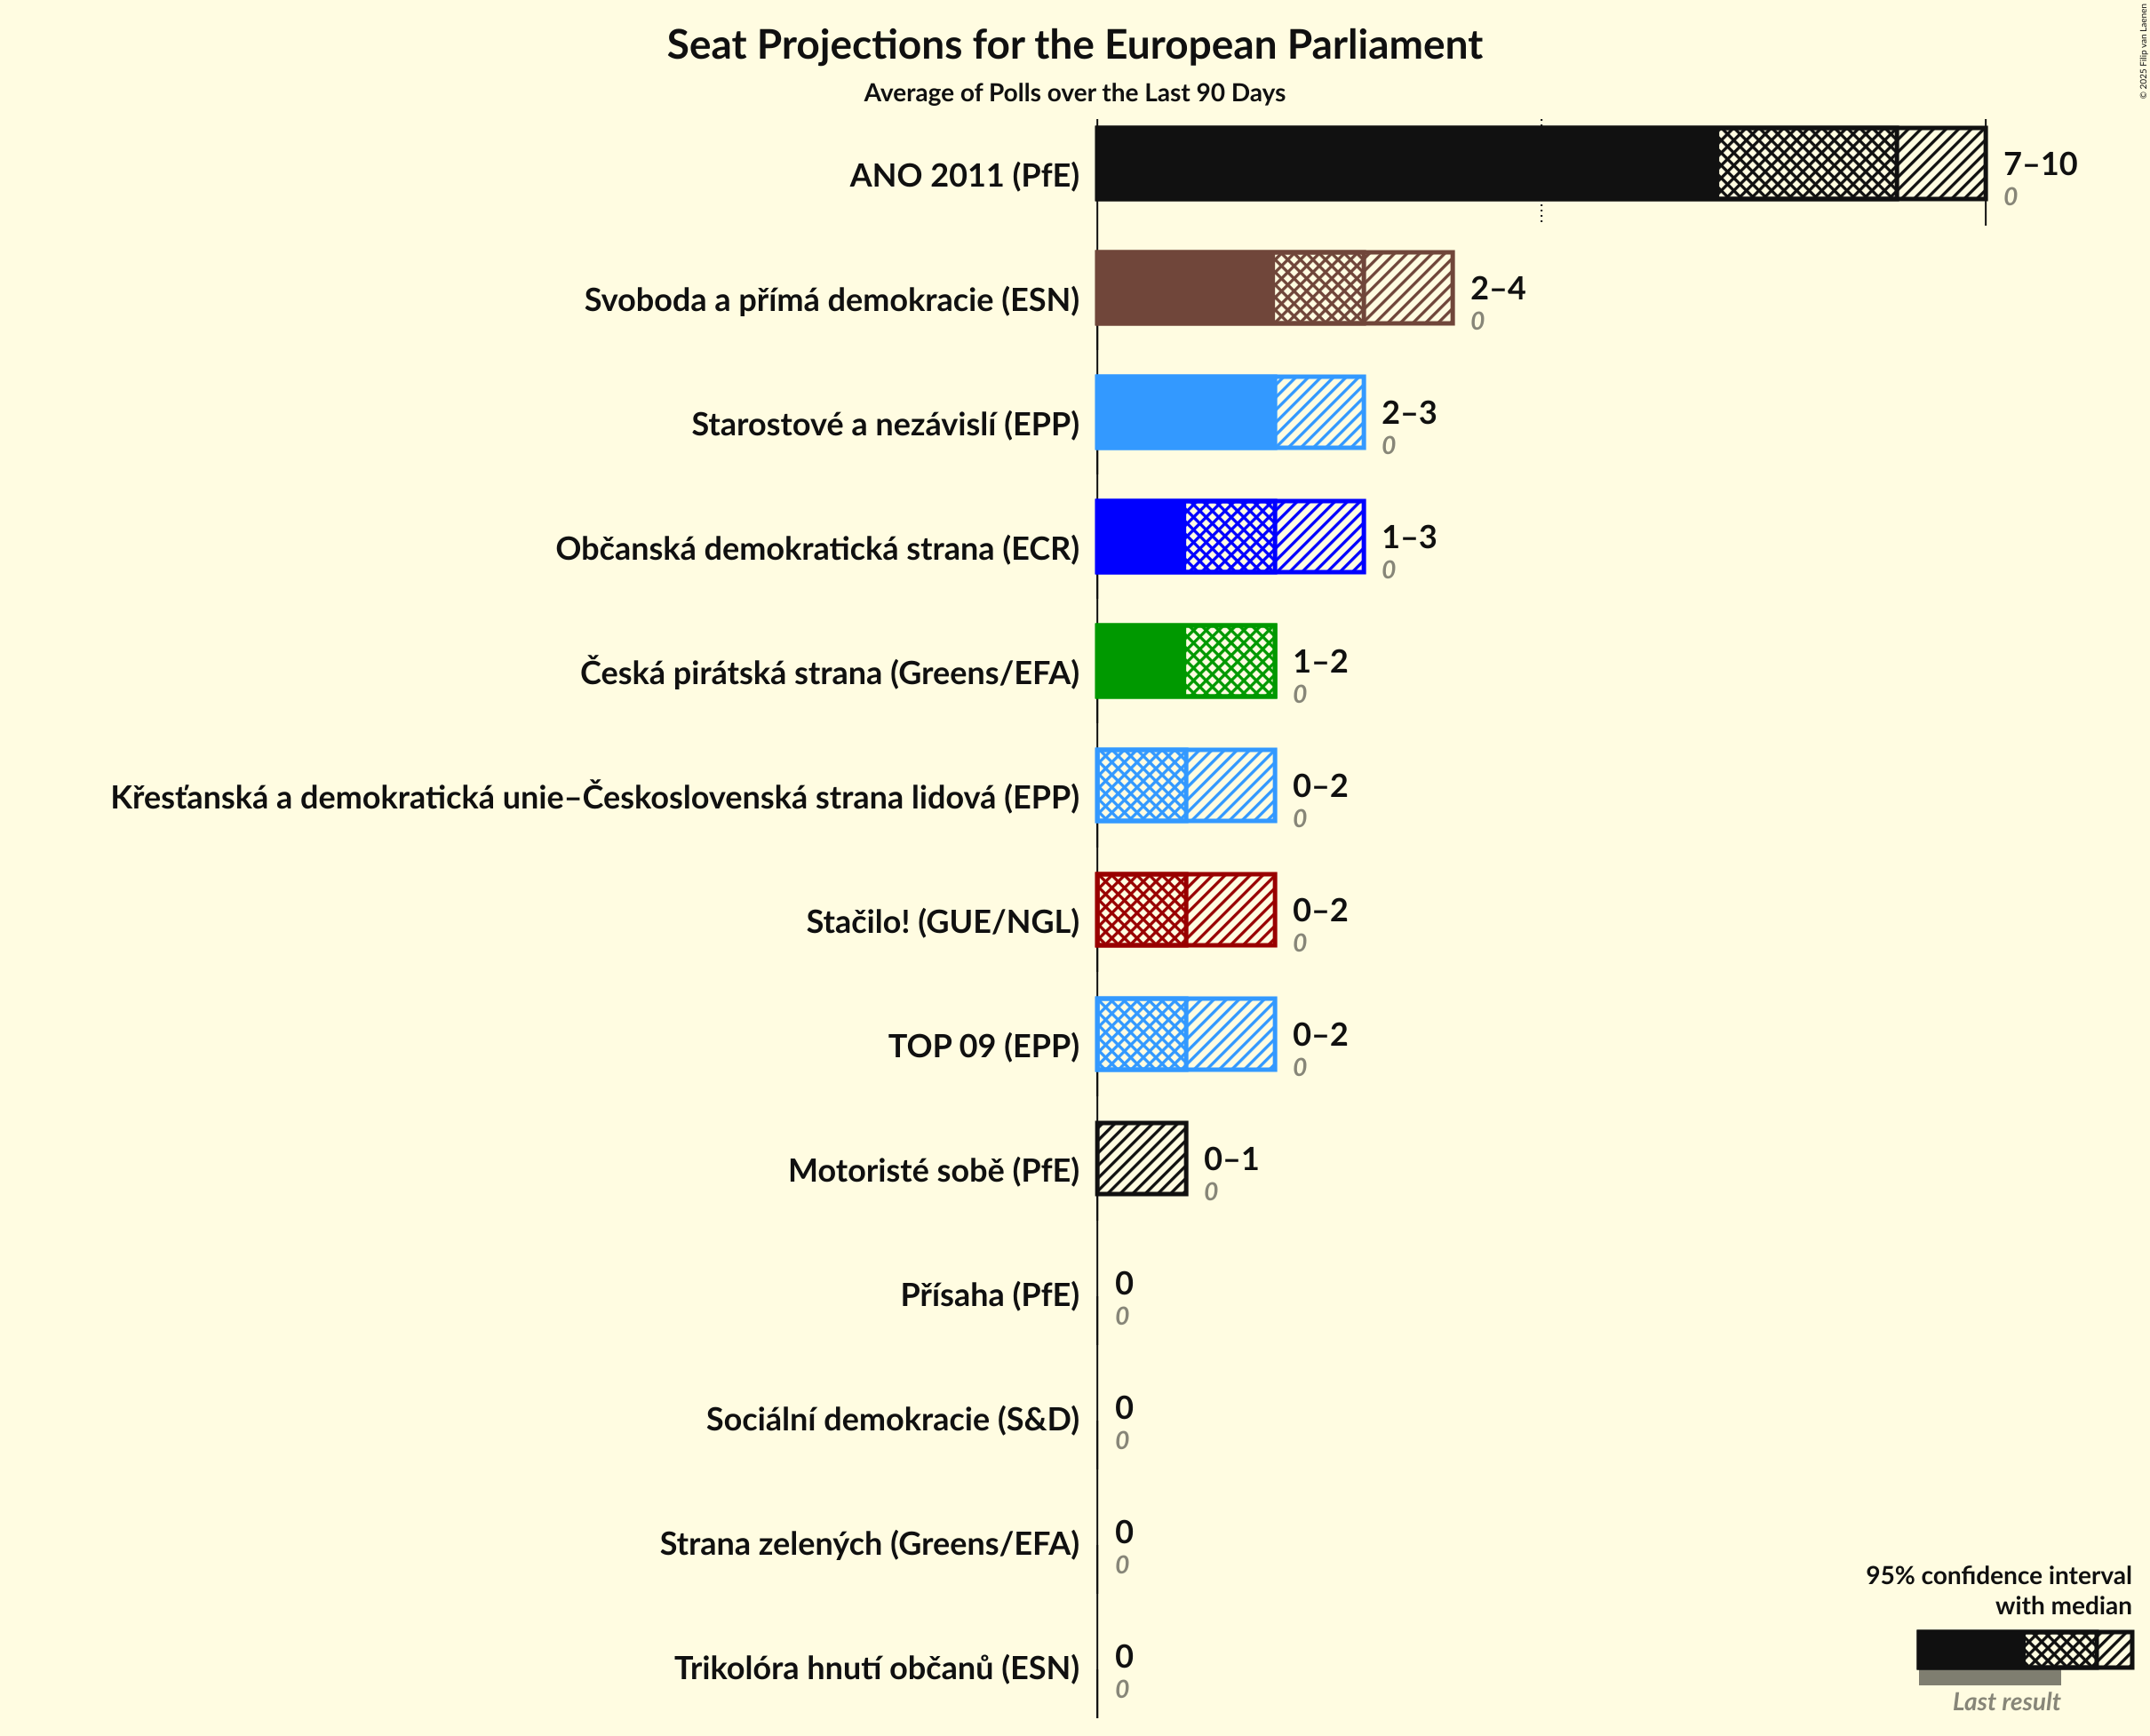 Seat Projections for the European Parliament
Average of Polls over the Last 90 Days
© 2025 Filip van Laenen
ANO 2011 (PfE)
7–10
0
Svoboda a přímá demokracie (ESN)
2–4
0
Starostové a nezávislí (EPP)
2–3
0
Občanská demokratická strana (ECR)
1–3
0
Česká pirátská strana (Greens/EFA)
1–2
0
Křesťanská a demokratická unie–Československá strana lidová (EPP)
0–2
0
Stačilo! (GUE/NGL)
0–2
0
TOP 09 (EPP)
0–2
0
Motoristé sobě (PfE)
0–1
0
Přísaha (PfE)
0
0
Sociální demokracie (S&D)
0
0
Strana zelených (Greens/EFA)
0
0
Trikolóra hnutí občanů (ESN)
0
0
95% confidence interval
with median
Last result